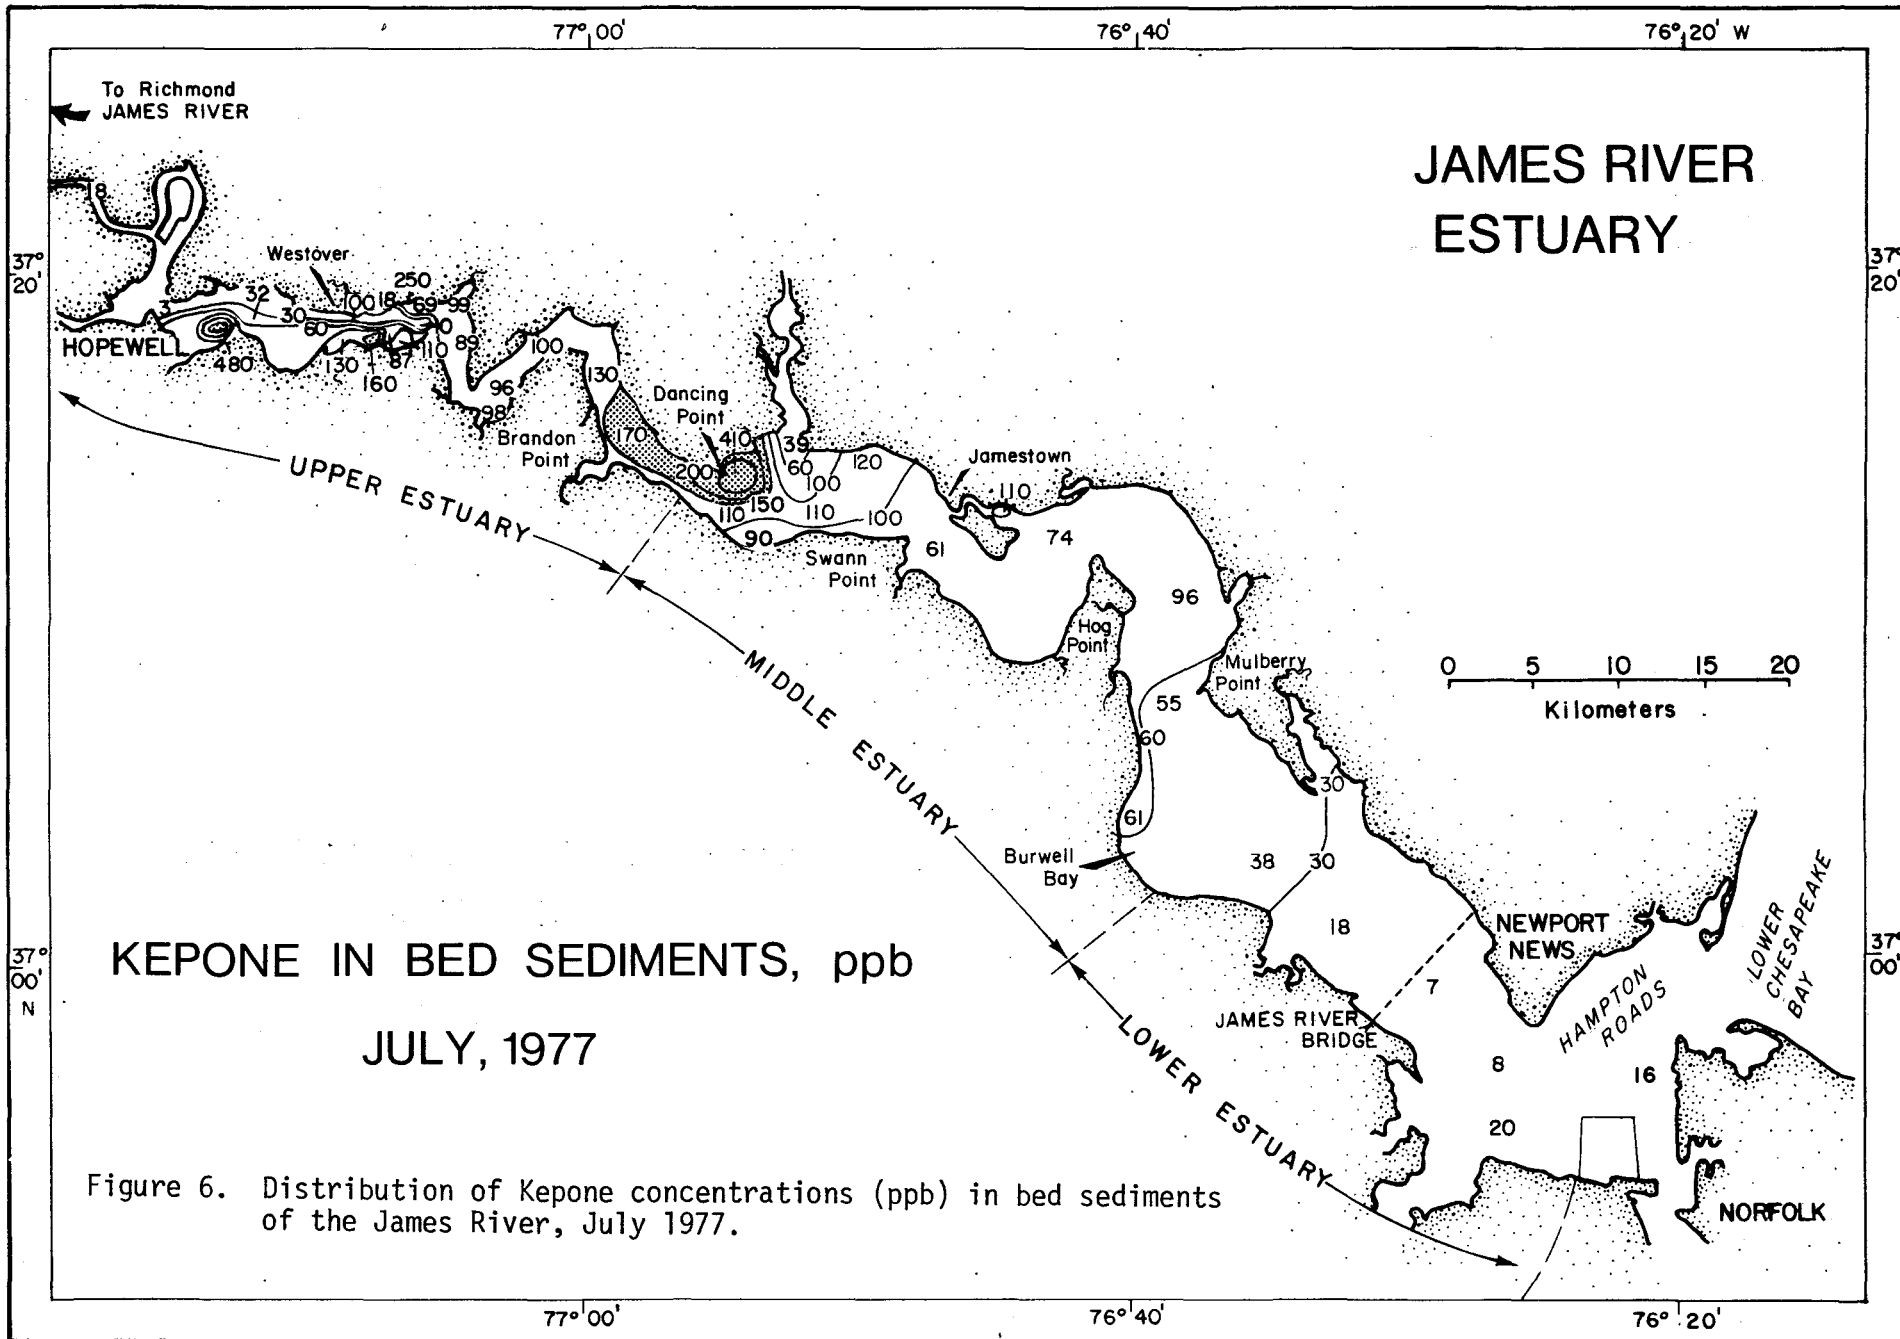 77° 00'
76° 40'
76° 20' W
To Richmond
JAMES RIVER
JAMES RIVER
ESTUARY
37°
20'
37°
20'
18
Westover
250
32
100
18
69
99
3
30
60
HOPEWELL
480
130
160
87
110
89
100
96
98
130
Dancing
Point
Brandon
Point
170
200
410
39
60
120
100
150
110
110
100
90
Jamestown
110
Swann
Point
61
74
96
UPPER ESTUARY
Hog
Point
Mulberry
Point
0 5 10 15 20
Kilometers
55
60
MIDDLE ESTUARY
30
61
Burwell
Bay
38
30
18
NEWPORT
NEWS
LOWER
CHESAPEAKE
BAY
HAMPTON
ROADS
7
JAMES RIVER
BRIDGE
37°
00'
N
37°
00'
KEPONE IN BED SEDIMENTS, ppb
JULY, 1977
LOWER ESTUARY
8
16
20
NORFOLK
Figure 6. Distribution of Kepone concentrations (ppb) in bed sediments
of the James River, July 1977.
77° 00'
76° 40'
76° 20'